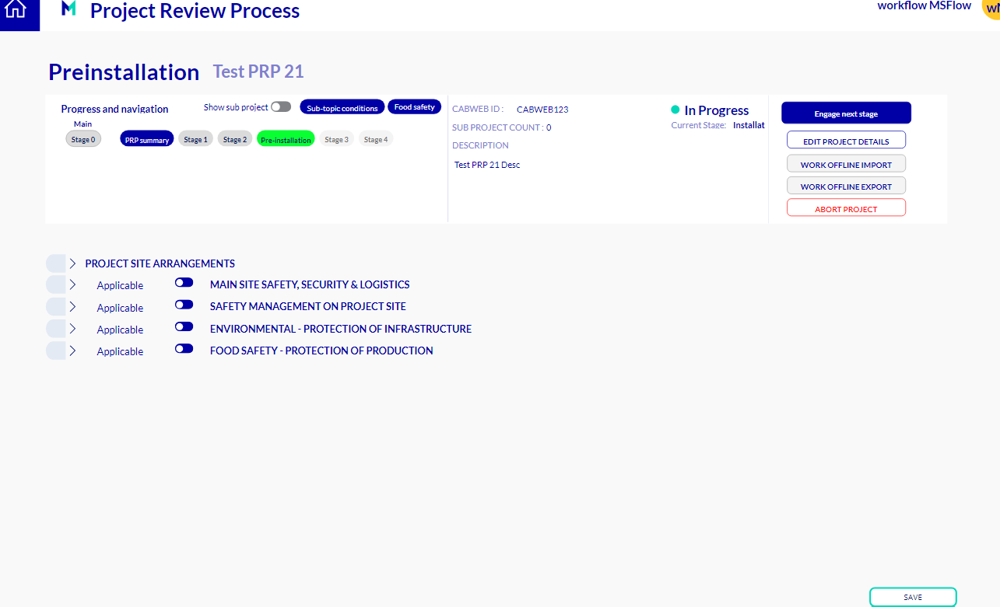 Project Review Process
workflow MSFlow
Preinstallation Test PRP 21
Progress and navigation
Show sub project
Sub-topic conditions
Food safety
Main
Stage 0
PRP summary
Stage 1
Stage 2
Pre-installation
Stage 3
Stage 4
CABWEB ID : CABWEB123
SUB PROJECT COUNT : 0
DESCRIPTION
Test PRP 21 Desc
In Progress
Current Stage: Installat
Engage next stage
EDIT PROJECT DETAILS
WORK OFFLINE IMPORT
WORK OFFLINE EXPORT
ABORT PROJECT
PROJECT SITE ARRANGEMENTS
Applicable MAIN SITE SAFETY, SECURITY & LOGISTICS
Applicable SAFETY MANAGEMENT ON PROJECT SITE
Applicable ENVIRONMENTAL - PROTECTION OF INFRASTRUCTURE
Applicable FOOD SAFETY - PROTECTION OF PRODUCTION
SAVE